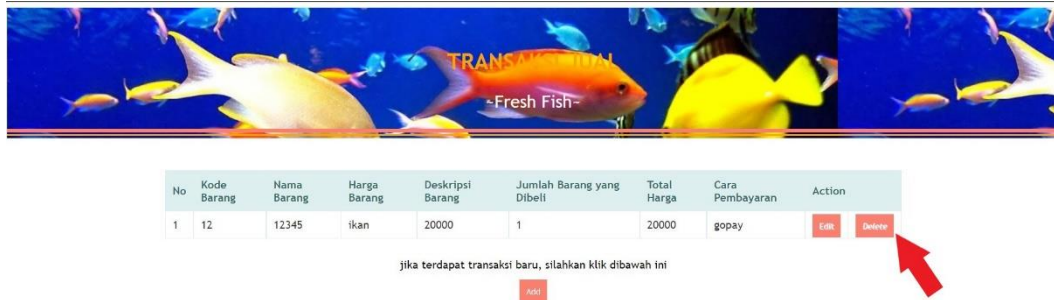 TRANSAKSI JUAL
~Fresh Fish~
No Kode Barang Nama Barang Harga Barang Deskripsi Barang Jumlah Barang yang Dibeli Total Harga Cara Pembayaran Action
1 12 12345 ikan 20000 1 20000 gopay Edit Delete
jika terdapat transaksi baru, silahkan klik dibawah ini
Add